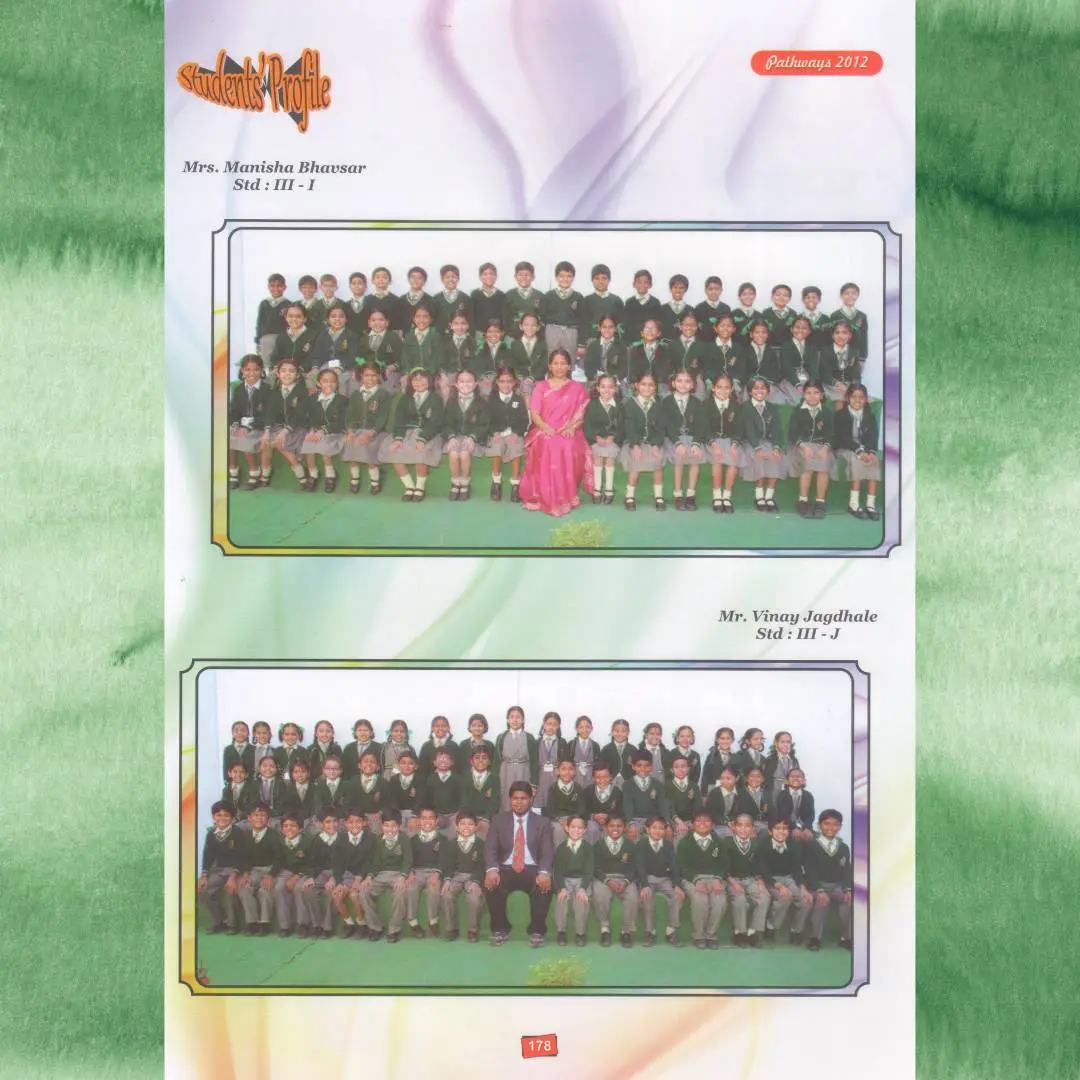 Students' Profile
Pathways 2012
Mrs. Manisha Bhavsar
Std : III - I
Mr. Vinay Jagdhale
Std : III - J
178